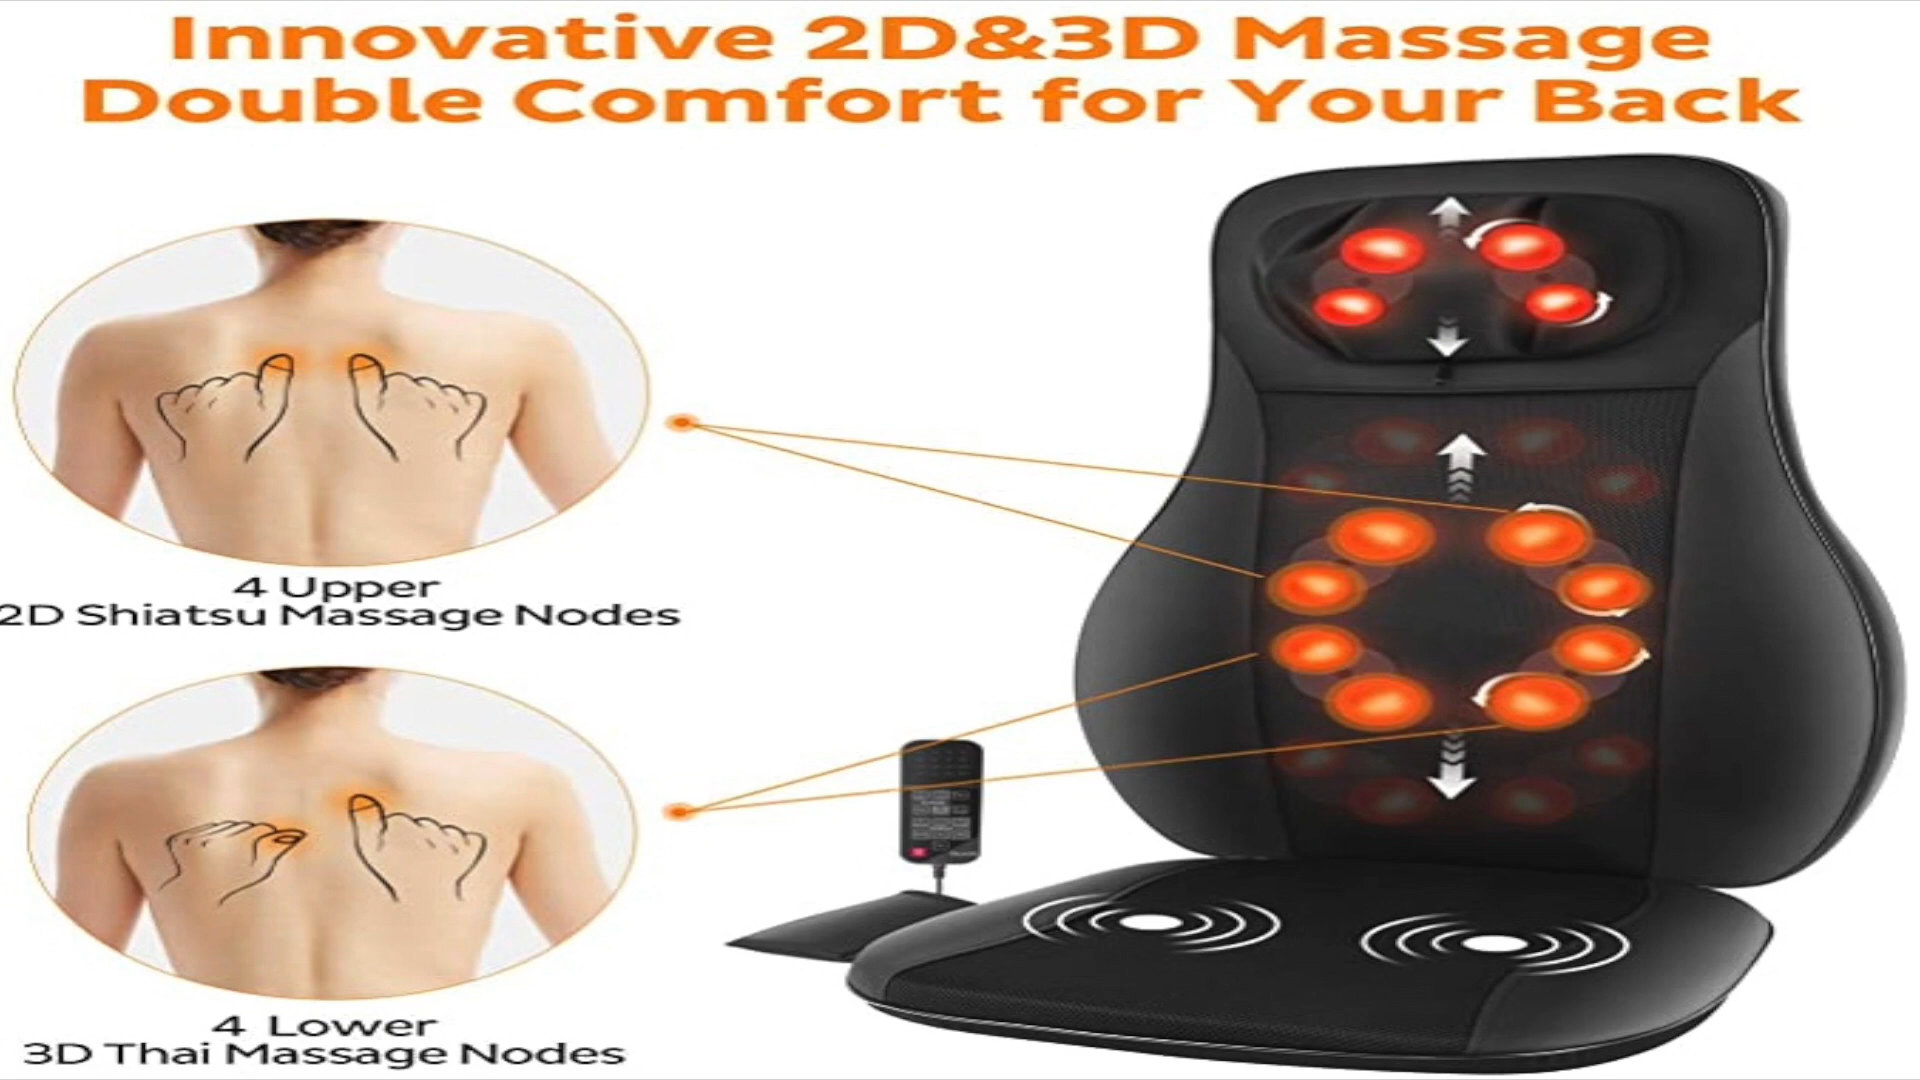 Innovative 2D&3D Massage
Double Comfort for Your Back
4 Upper
2D Shiatsu Massage Nodes
4 Lower
3D Thai Massage Nodes